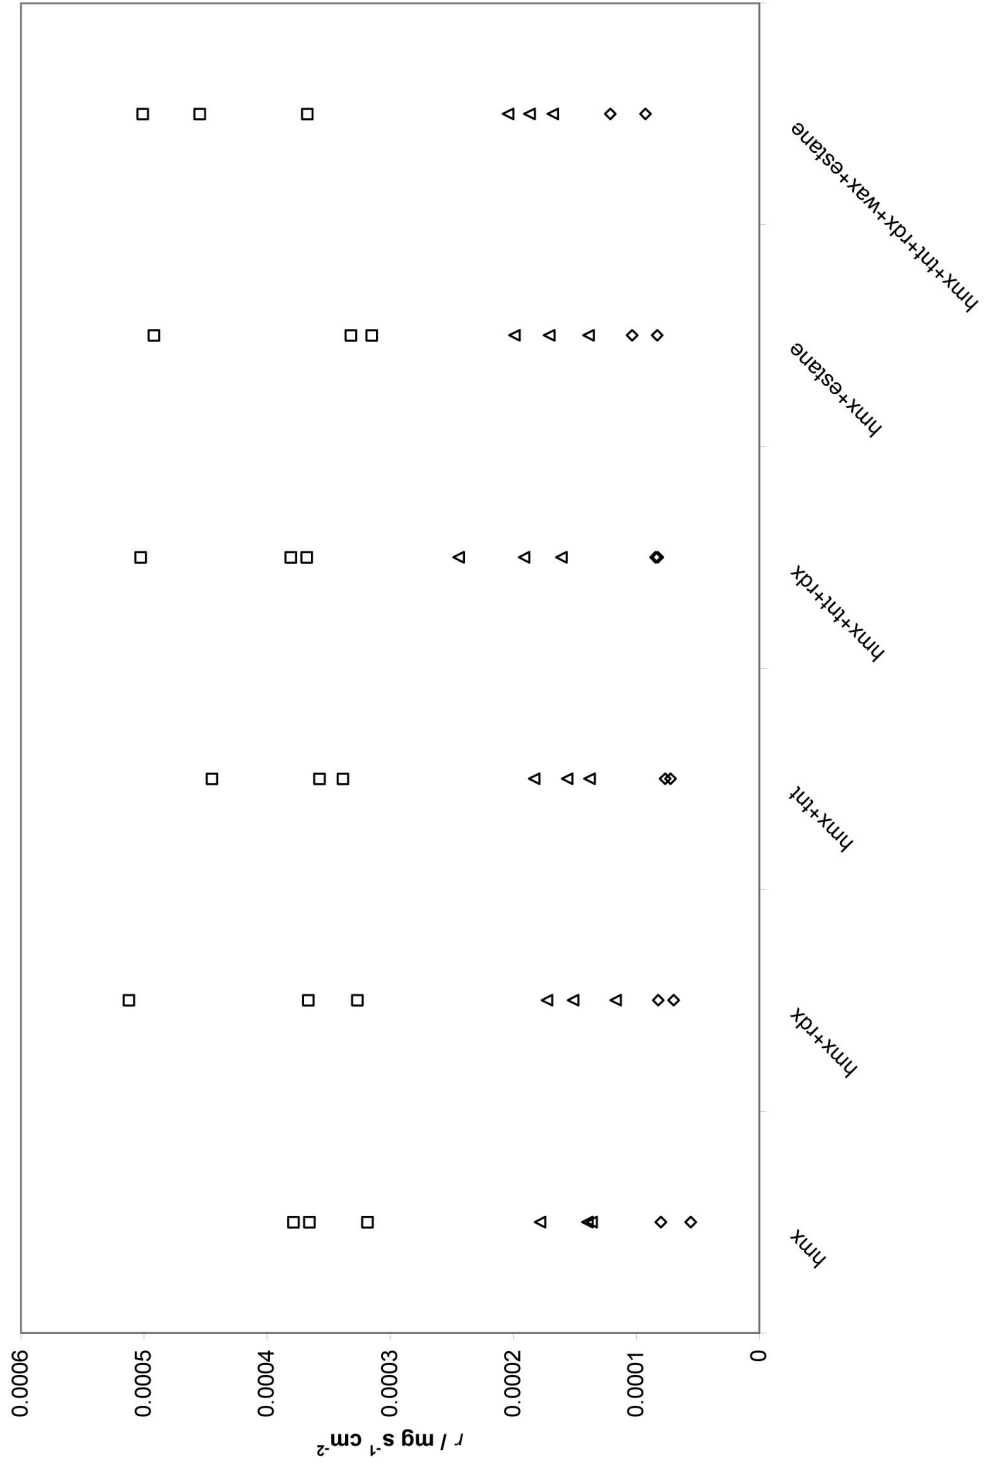 0.0006
0.0005
0.0004
0.0003
0.0002
0.0001
0
r / mg s-1 cm-2
hmx
hmx+rdx
hmx+tnt
hmx+tnt+rdx
hmx+estane
hmx+tnt+rdx+wax+estane